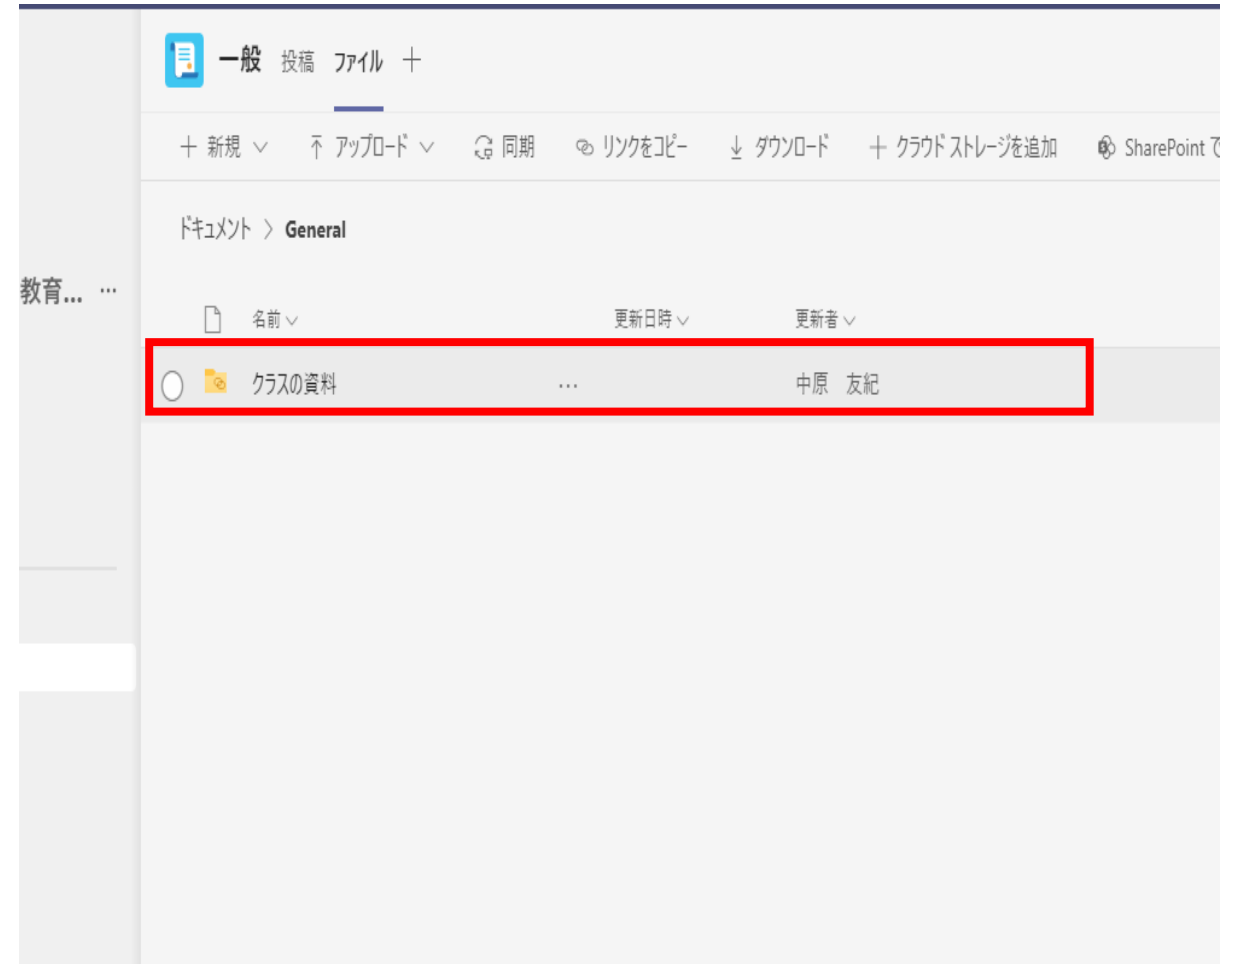 一般 投稿 ファイル ＋
＋ 新規 アップロード 同期 リンクをコピー ダウンロード ＋ クラウド ストレージを追加 SharePoint で
ドキュメント > General
教育... ...
名前 更新日時 更新者
クラスの資料 ... 中原 友紀